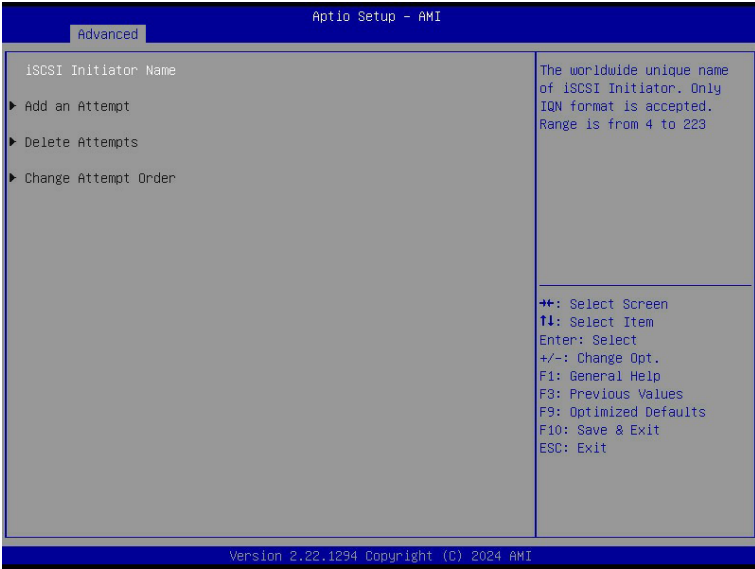 Aptio Setup – AMI
Advanced
iSCSI Initiator Name
▶ Add an Attempt
▶ Delete Attempts
▶ Change Attempt Order
The worldwide unique name
of iSCSI Initiator. Only
IQN format is accepted.
Range is from 4 to 223
→←: Select Screen
↑↓: Select Item
Enter: Select
+/-: Change Opt.
F1: General Help
F3: Previous Values
F9: Optimized Defaults
F10: Save & Exit
ESC: Exit
Version 2.22.1294 Copyright (C) 2024 AMI